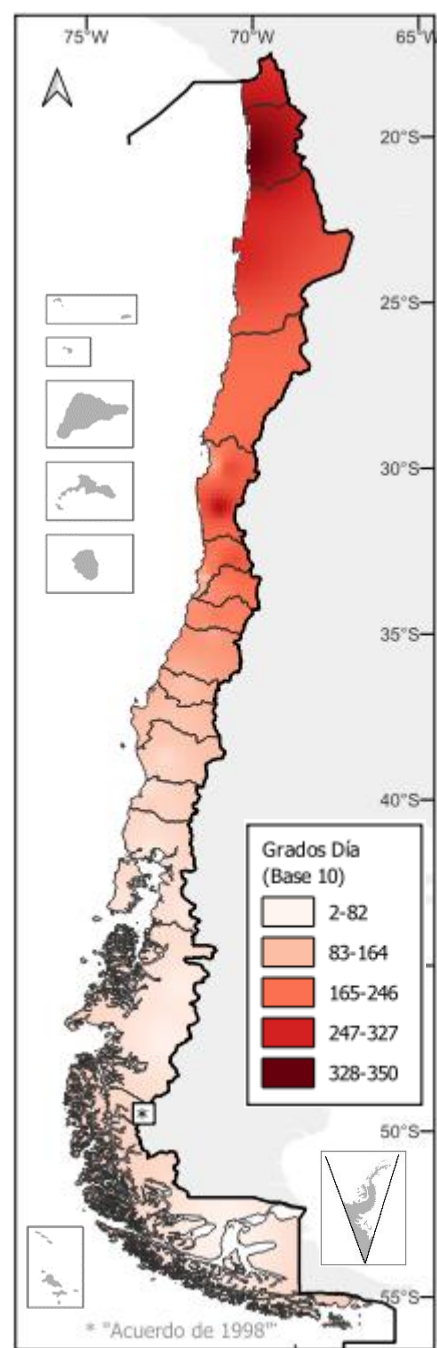 75°W 70°W 65°W
20°S
25°S
30°S
35°S
40°S
Grados Día
(Base 10)
2-82
83-164
165-246
247-327
328-350
*
50°S
55°S
* "Acuerdo de 1998"